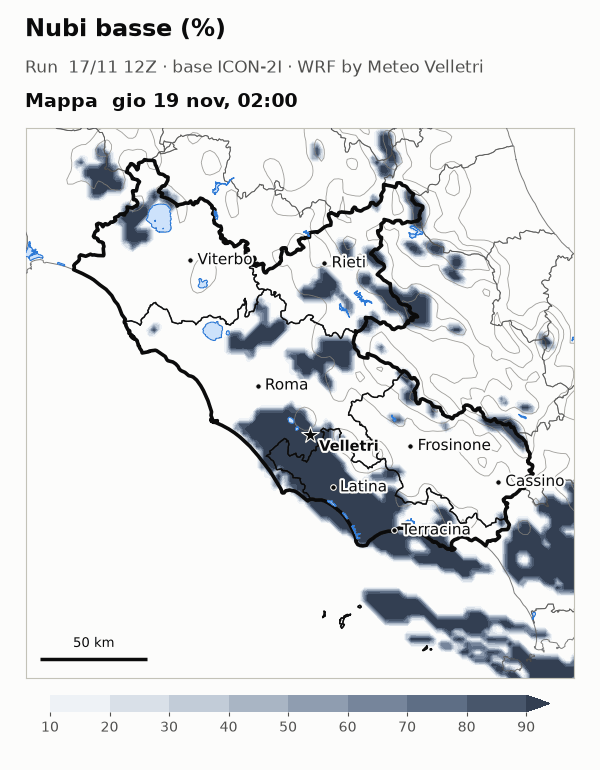 Nubi basse (%)
Run  17/11 12Z · base ICON-2I · WRF by Meteo Velletri
Mappa  gio 19 nov, 02:00
Viterbo
Rieti
Roma
Velletri
Frosinone
Latina
Cassino
Terracina
50 km
10 20 30 40 50 60 70 80 90